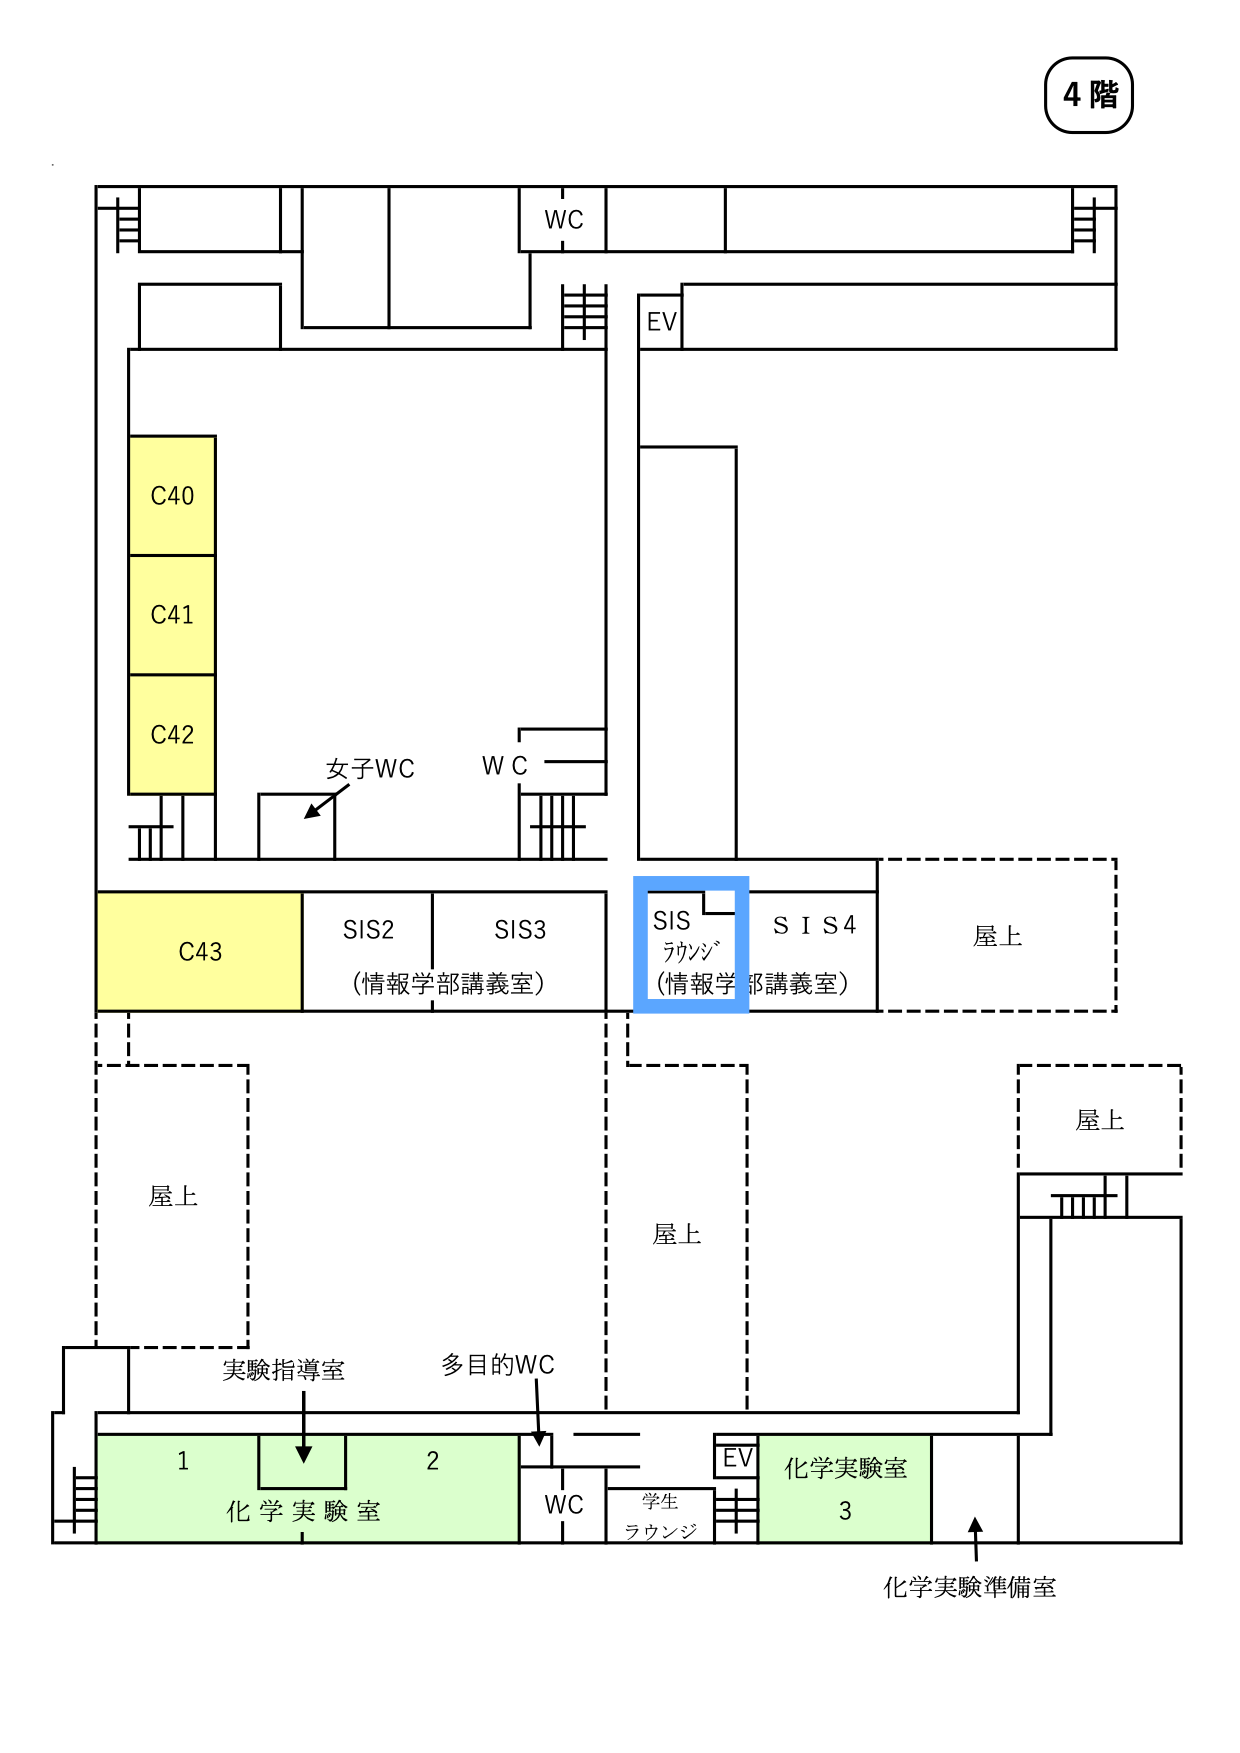 4 階
WC
EV
C40
C41
C42
女子WC
W C
C43
SIS2
SIS3
(情報学部講義室)
SIS
ﾗｳﾝｼﾞ
ＳＩＳ4
(情報学部講義室)
屋上
屋上
屋上
屋上
実験指導室
多目的WC
1
2
化 学 実 験 室
WC
学生
ラウンジ
EV
化学実験室
3
化学実験準備室